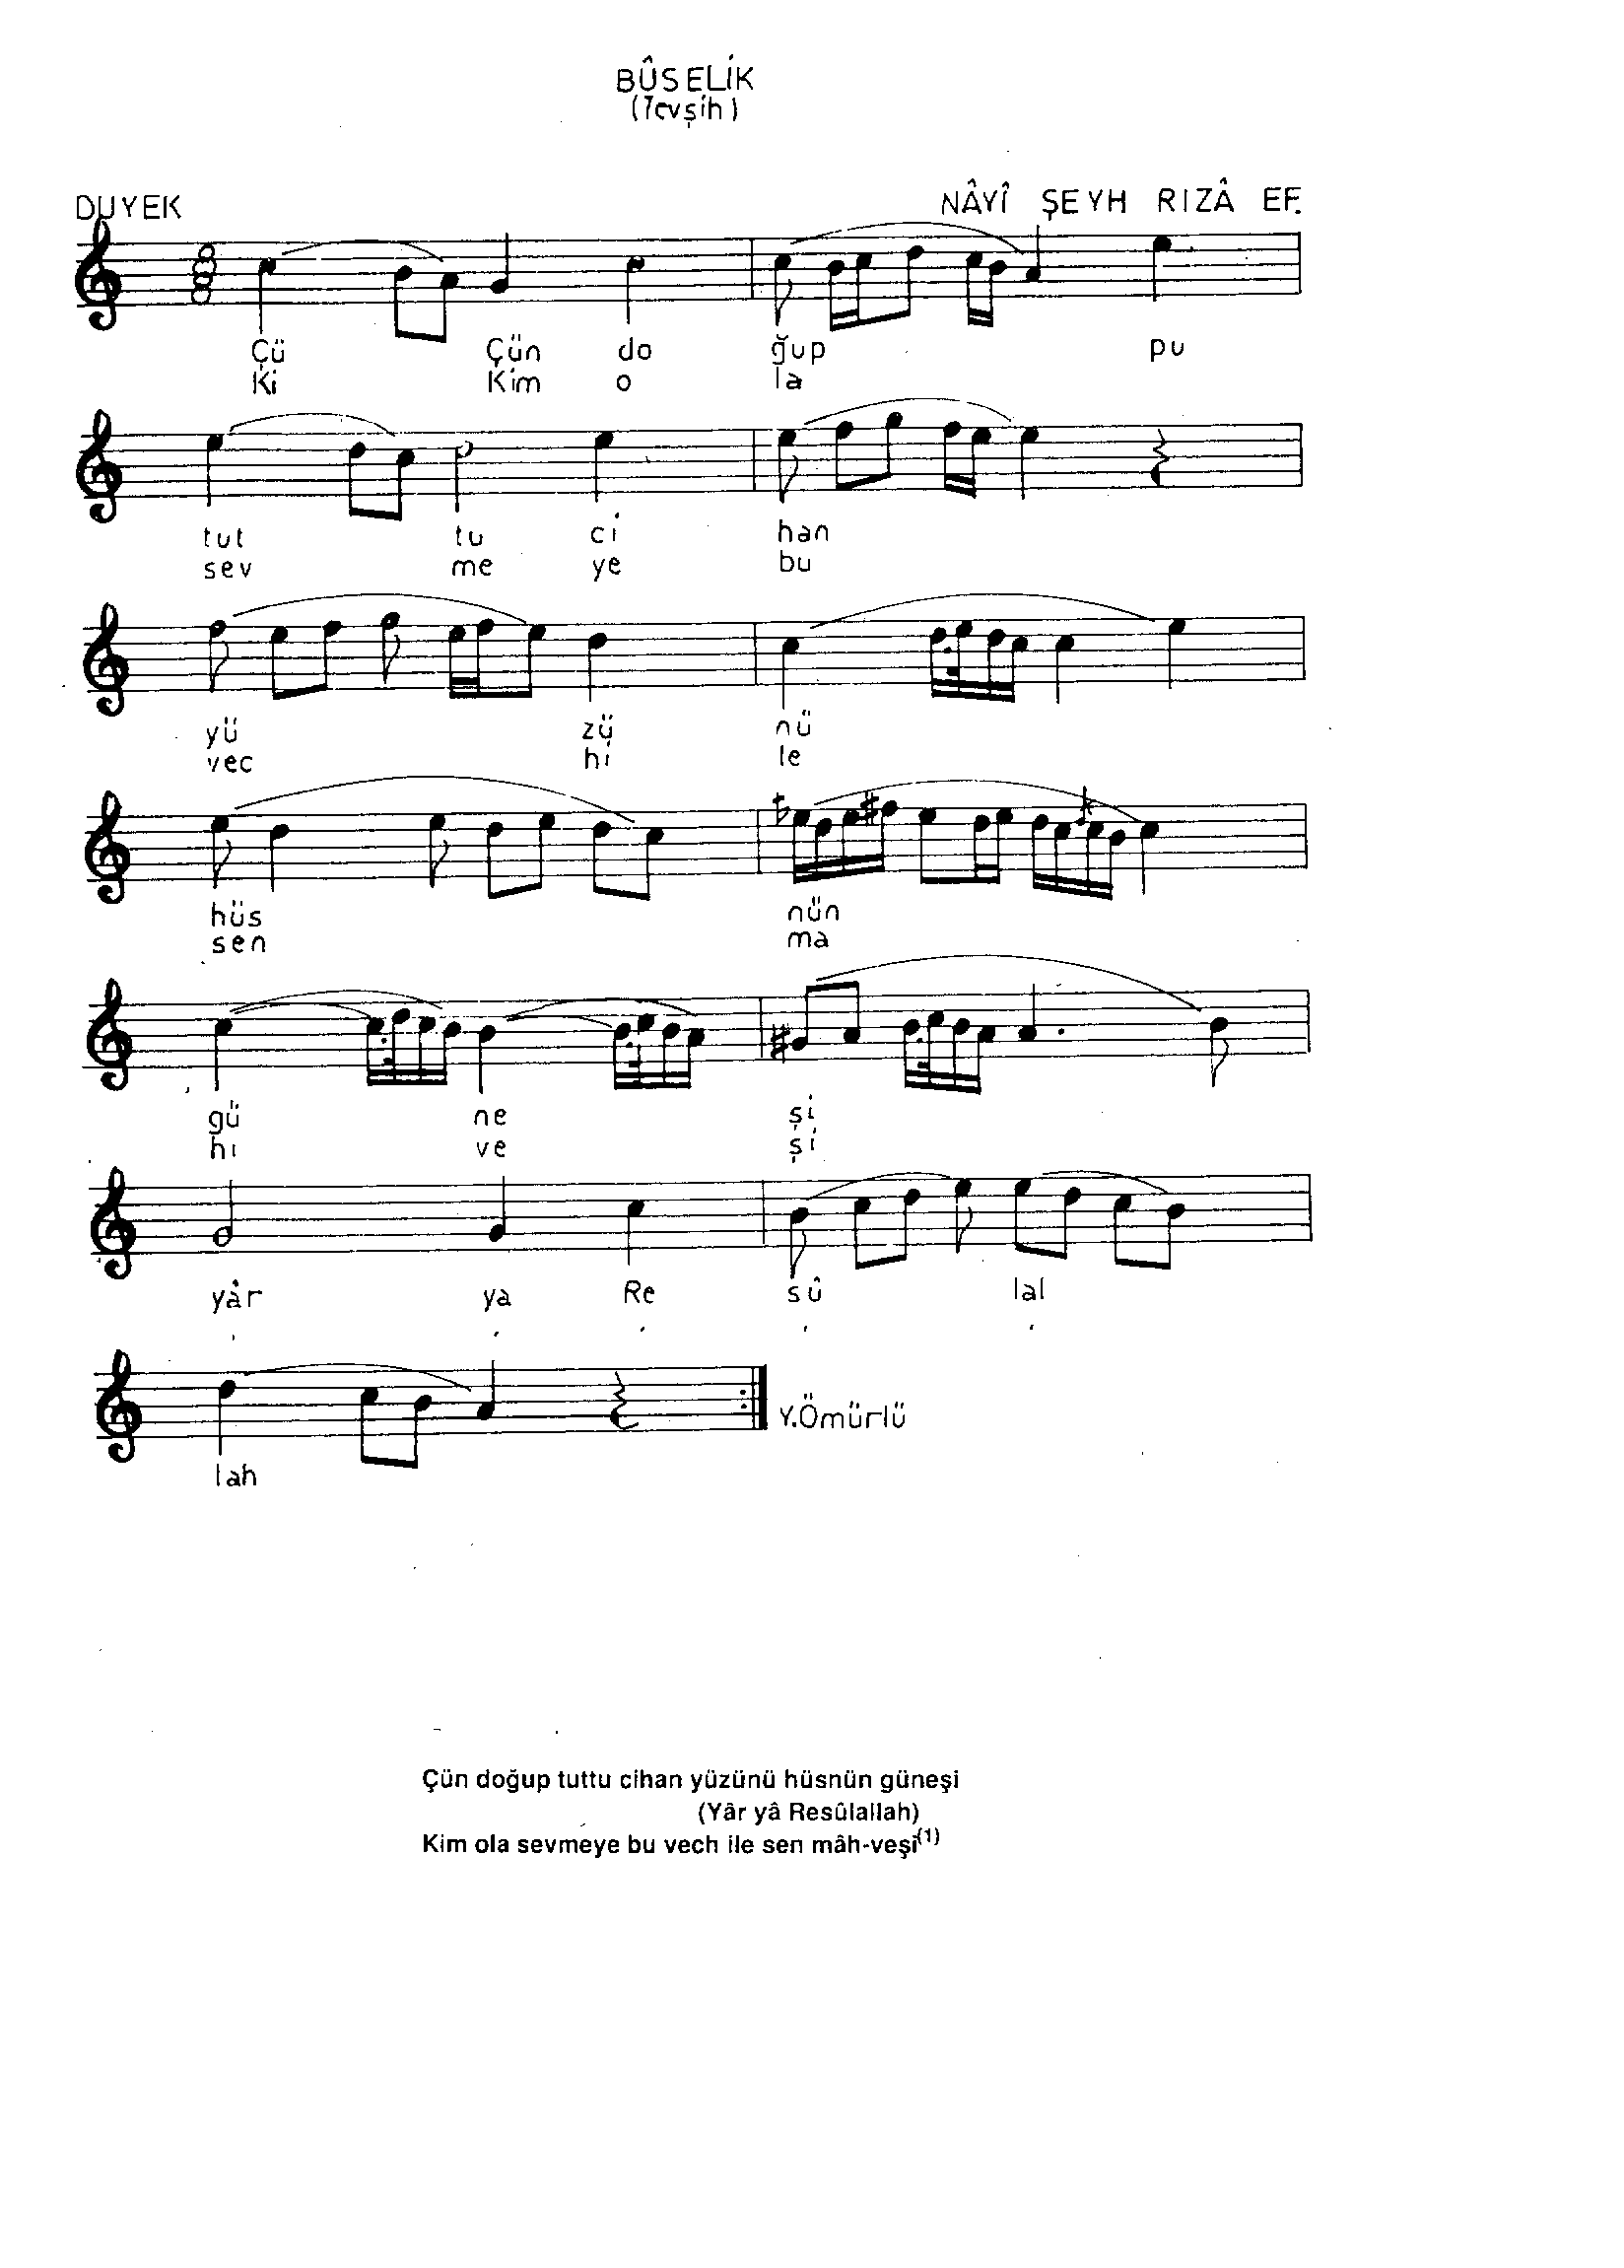 BÛSELİK
(Tevşih)
DUYEK
NÂYÎ ŞEYH RIZÂ EF.
Çü Çün do ğup pu
Ki Kim o la
tut tu ci han
sev me ye bu
yü zü nü
vec hi le
hüs nün
sen ma
gü ne şi
hı ve şi
yâr ya Re sû lal
lah
Y.Ömürlü
Çün doğup tuttu cihan yüzünü hüsnün güneşi
(Yâr yâ Resûlallah)
Kim ola sevmeye bu vech ile sen mâh-veşi(1)